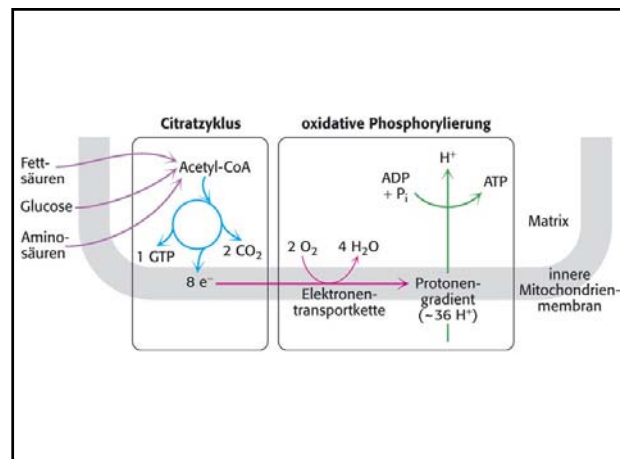 Citratzyklus
oxidative Phosphorylierung
Fett-
säuren
Glucose
Amino-
säuren
Acetyl-CoA
1 GTP
2 CO₂
8 e⁻
2 O₂
4 H₂O
Elektronen-
transportkette
H⁺
ADP
+ Pᵢ
ATP
Protonen-
gradient
(~36 H⁺)
Matrix
innere
Mitochondrien-
membran